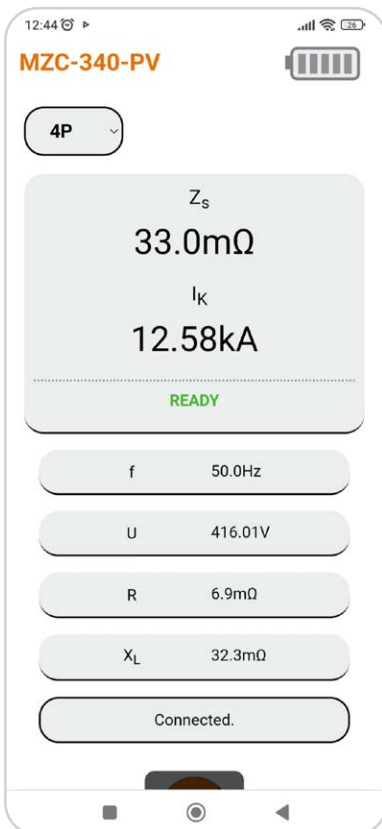 12:44
26
MZC-340-PV
4P
Zs
33.0mΩ
IK
12.58kA
READY
f 50.0Hz
U 416.01V
R 6.9mΩ
XL 32.3mΩ
Connected.